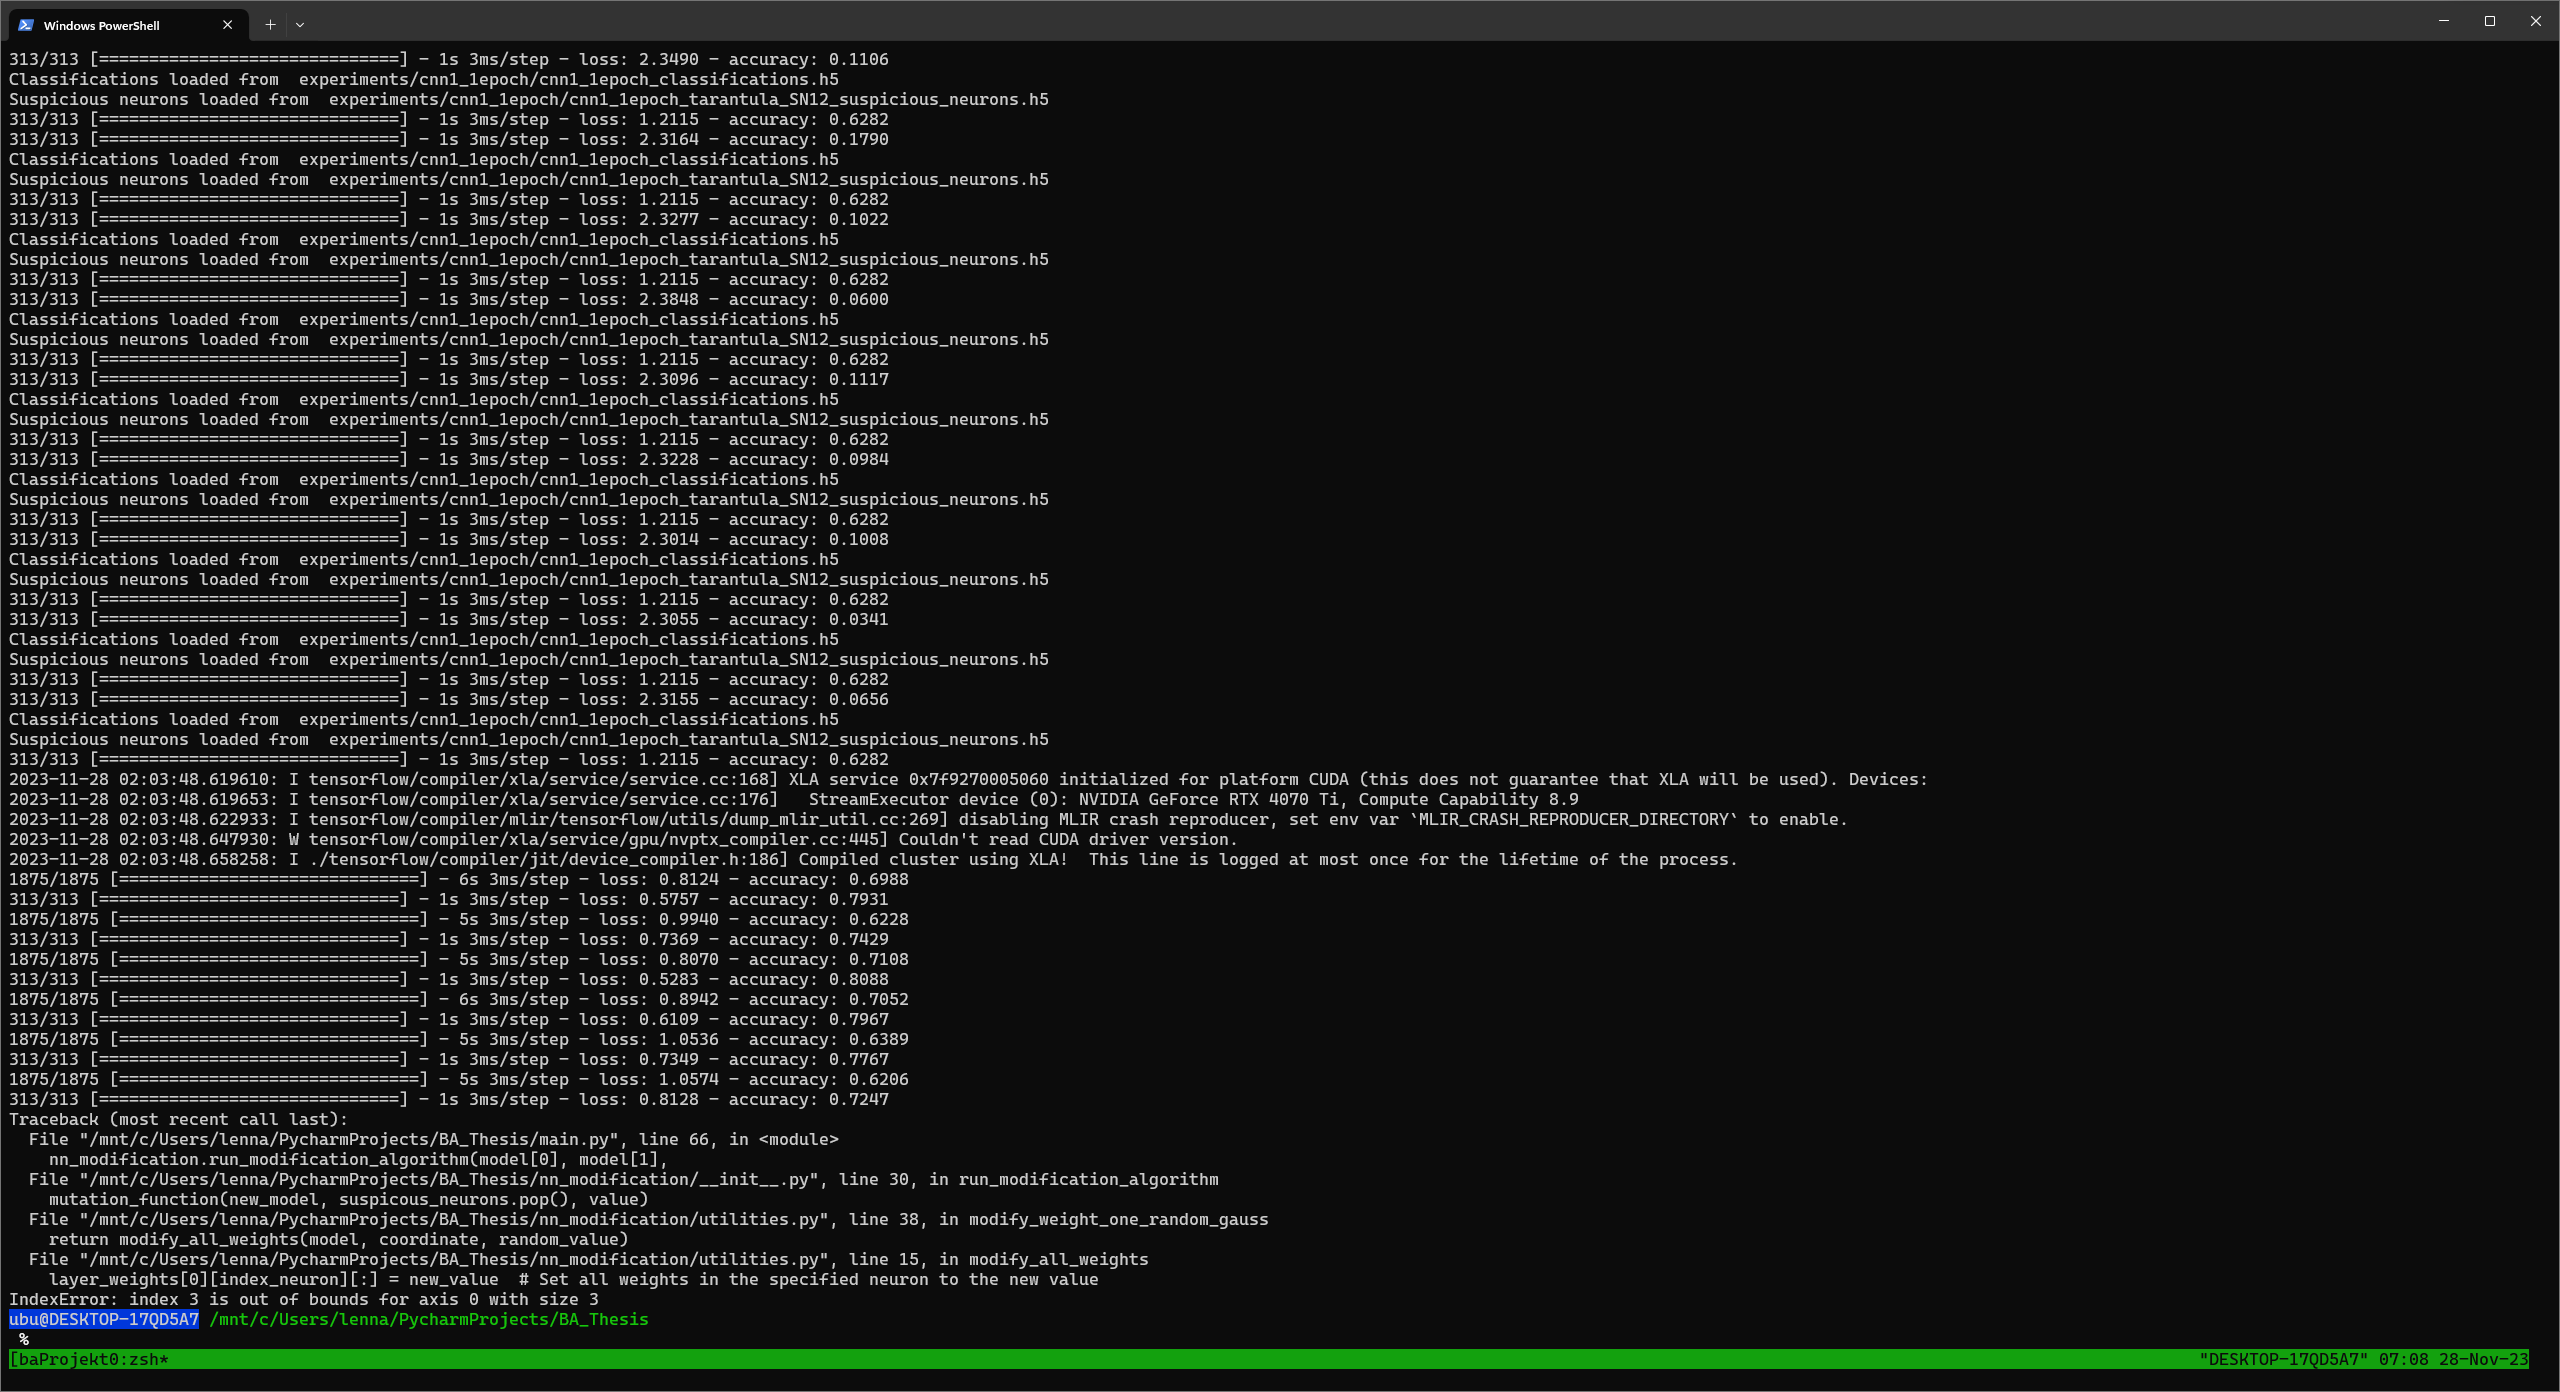 Windows PowerShell
313/313 [==============================] - 1s 3ms/step - loss: 2.3490 - accuracy: 0.1106
Classifications loaded from  experiments/cnn1_1epoch/cnn1_1epoch_classifications.h5
Suspicious neurons loaded from  experiments/cnn1_1epoch/cnn1_1epoch_tarantula_SN12_suspicious_neurons.h5
313/313 [==============================] - 1s 3ms/step - loss: 1.2115 - accuracy: 0.6282
313/313 [==============================] - 1s 3ms/step - loss: 2.3164 - accuracy: 0.1790
Classifications loaded from  experiments/cnn1_1epoch/cnn1_1epoch_classifications.h5
Suspicious neurons loaded from  experiments/cnn1_1epoch/cnn1_1epoch_tarantula_SN12_suspicious_neurons.h5
313/313 [==============================] - 1s 3ms/step - loss: 1.2115 - accuracy: 0.6282
313/313 [==============================] - 1s 3ms/step - loss: 2.3277 - accuracy: 0.1022
Classifications loaded from  experiments/cnn1_1epoch/cnn1_1epoch_classifications.h5
Suspicious neurons loaded from  experiments/cnn1_1epoch/cnn1_1epoch_tarantula_SN12_suspicious_neurons.h5
313/313 [==============================] - 1s 3ms/step - loss: 1.2115 - accuracy: 0.6282
313/313 [==============================] - 1s 3ms/step - loss: 2.3848 - accuracy: 0.0600
Classifications loaded from  experiments/cnn1_1epoch/cnn1_1epoch_classifications.h5
Suspicious neurons loaded from  experiments/cnn1_1epoch/cnn1_1epoch_tarantula_SN12_suspicious_neurons.h5
313/313 [==============================] - 1s 3ms/step - loss: 1.2115 - accuracy: 0.6282
313/313 [==============================] - 1s 3ms/step - loss: 2.3096 - accuracy: 0.1117
Classifications loaded from  experiments/cnn1_1epoch/cnn1_1epoch_classifications.h5
Suspicious neurons loaded from  experiments/cnn1_1epoch/cnn1_1epoch_tarantula_SN12_suspicious_neurons.h5
313/313 [==============================] - 1s 3ms/step - loss: 1.2115 - accuracy: 0.6282
313/313 [==============================] - 1s 3ms/step - loss: 2.3228 - accuracy: 0.0984
Classifications loaded from  experiments/cnn1_1epoch/cnn1_1epoch_classifications.h5
Suspicious neurons loaded from  experiments/cnn1_1epoch/cnn1_1epoch_tarantula_SN12_suspicious_neurons.h5
313/313 [==============================] - 1s 3ms/step - loss: 1.2115 - accuracy: 0.6282
313/313 [==============================] - 1s 3ms/step - loss: 2.3014 - accuracy: 0.1008
Classifications loaded from  experiments/cnn1_1epoch/cnn1_1epoch_classifications.h5
Suspicious neurons loaded from  experiments/cnn1_1epoch/cnn1_1epoch_tarantula_SN12_suspicious_neurons.h5
313/313 [==============================] - 1s 3ms/step - loss: 1.2115 - accuracy: 0.6282
313/313 [==============================] - 1s 3ms/step - loss: 2.3055 - accuracy: 0.0341
Classifications loaded from  experiments/cnn1_1epoch/cnn1_1epoch_classifications.h5
Suspicious neurons loaded from  experiments/cnn1_1epoch/cnn1_1epoch_tarantula_SN12_suspicious_neurons.h5
313/313 [==============================] - 1s 3ms/step - loss: 1.2115 - accuracy: 0.6282
313/313 [==============================] - 1s 3ms/step - loss: 2.3155 - accuracy: 0.0656
Classifications loaded from  experiments/cnn1_1epoch/cnn1_1epoch_classifications.h5
Suspicious neurons loaded from  experiments/cnn1_1epoch/cnn1_1epoch_tarantula_SN12_suspicious_neurons.h5
313/313 [==============================] - 1s 3ms/step - loss: 1.2115 - accuracy: 0.6282
2023-11-28 02:03:48.619610: I tensorflow/compiler/xla/service/service.cc:168] XLA service 0x7f9270005060 initialized for platform CUDA (this does not guarantee that XLA will be used). Devices:
2023-11-28 02:03:48.619653: I tensorflow/compiler/xla/service/service.cc:176]   StreamExecutor device (0): NVIDIA GeForce RTX 4070 Ti, Compute Capability 8.9
2023-11-28 02:03:48.622933: I tensorflow/compiler/mlir/tensorflow/utils/dump_mlir_util.cc:269] disabling MLIR crash reproducer, set env var `MLIR_CRASH_REPRODUCER_DIRECTORY` to enable.
2023-11-28 02:03:48.647930: W tensorflow/compiler/xla/service/gpu/nvptx_compiler.cc:445] Couldn't read CUDA driver version.
2023-11-28 02:03:48.658258: I ./tensorflow/compiler/jit/device_compiler.h:186] Compiled cluster using XLA!  This line is logged at most once for the lifetime of the process.
1875/1875 [==============================] - 6s 3ms/step - loss: 0.8124 - accuracy: 0.6988
313/313 [==============================] - 1s 3ms/step - loss: 0.5757 - accuracy: 0.7931
1875/1875 [==============================] - 5s 3ms/step - loss: 0.9940 - accuracy: 0.6228
313/313 [==============================] - 1s 3ms/step - loss: 0.7369 - accuracy: 0.7429
1875/1875 [==============================] - 5s 3ms/step - loss: 0.8070 - accuracy: 0.7108
313/313 [==============================] - 1s 3ms/step - loss: 0.5283 - accuracy: 0.8088
1875/1875 [==============================] - 6s 3ms/step - loss: 0.8942 - accuracy: 0.7052
313/313 [==============================] - 1s 3ms/step - loss: 0.6109 - accuracy: 0.7967
1875/1875 [==============================] - 5s 3ms/step - loss: 1.0536 - accuracy: 0.6389
313/313 [==============================] - 1s 3ms/step - loss: 0.7349 - accuracy: 0.7767
1875/1875 [==============================] - 5s 3ms/step - loss: 1.0574 - accuracy: 0.6206
313/313 [==============================] - 1s 3ms/step - loss: 0.8128 - accuracy: 0.7247
Traceback (most recent call last):
  File "/mnt/c/Users/lenna/PycharmProjects/BA_Thesis/main.py", line 66, in <module>
    nn_modification.run_modification_algorithm(model[0], model[1],
  File "/mnt/c/Users/lenna/PycharmProjects/BA_Thesis/nn_modification/__init__.py", line 30, in run_modification_algorithm
    mutation_function(new_model, suspicous_neurons.pop(), value)
  File "/mnt/c/Users/lenna/PycharmProjects/BA_Thesis/nn_modification/utilities.py", line 38, in modify_weight_one_random_gauss
    return modify_all_weights(model, coordinate, random_value)
  File "/mnt/c/Users/lenna/PycharmProjects/BA_Thesis/nn_modification/utilities.py", line 15, in modify_all_weights
    layer_weights[0][index_neuron][:] = new_value  # Set all weights in the specified neuron to the new value
IndexError: index 3 is out of bounds for axis 0 with size 3
ubu@DESKTOP-17QD5A7 /mnt/c/Users/lenna/PycharmProjects/BA_Thesis
 %
[baProjekt0:zsh* "DESKTOP-17QD5A7" 07:08 28-Nov-23